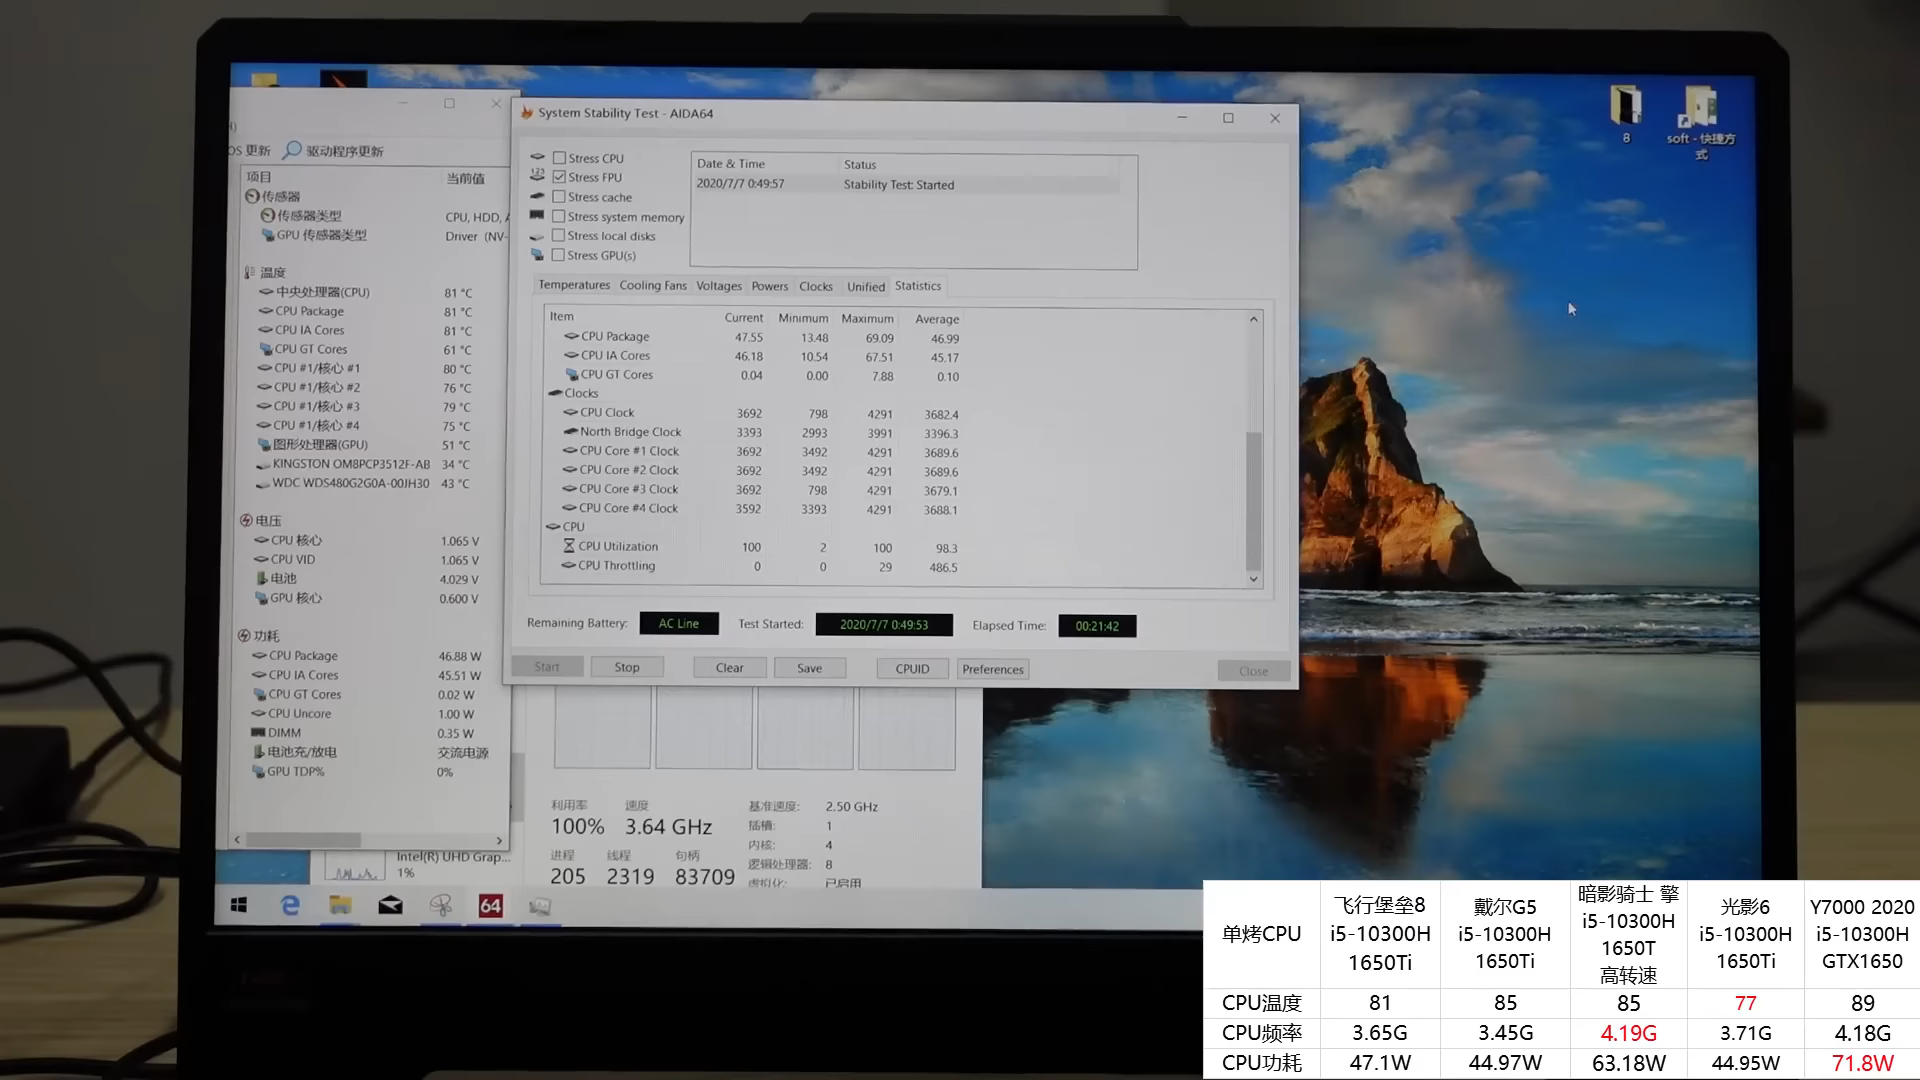 System Stability Test - AIDA64
OS 更新 驱动程序更新
项目 当前值
传感器
传感器类型 CPU, HDD, A
GPU 传感器类型 Driver (NV-
温度
中央处理器(CPU) 81 °C
CPU Package 81 °C
CPU IA Cores 81 °C
CPU GT Cores 61 °C
CPU #1/核心 #1 80 °C
CPU #1/核心 #2 76 °C
CPU #1/核心 #3 79 °C
CPU #1/核心 #4 75 °C
图形处理器(GPU) 51 °C
KINGSTON OM8PCP3512F-AB 34 °C
WDC WDS480G2G0A-00JH30 43 °C
电压
CPU 核心 1.065 V
CPU VID 1.065 V
电池 4.029 V
GPU 核心 0.600 V
功耗
CPU Package 46.88 W
CPU IA Cores 45.51 W
CPU GT Cores 0.02 W
CPU Uncore 1.00 W
DIMM 0.35 W
电池充/放电 交流电源
GPU TDP% 0%
Stress CPU
Stress FPU
Stress cache
Stress system memory
Stress local disks
Stress GPU(s)
Date & Time Status
2020/7/7 0:49:57 Stability Test: Started
Temperatures Cooling Fans Voltages Powers Clocks Unified Statistics
Item Current Minimum Maximum Average
CPU Package 47.55 13.48 69.09 46.99
CPU IA Cores 46.18 10.54 67.51 45.17
CPU GT Cores 0.04 0.00 7.88 0.10
Clocks
CPU Clock 3692 798 4291 3682.4
North Bridge Clock 3393 2993 3991 3396.3
CPU Core #1 Clock 3692 3492 4291 3689.6
CPU Core #2 Clock 3692 3492 4291 3689.6
CPU Core #3 Clock 3692 798 4291 3679.1
CPU Core #4 Clock 3592 3393 4291 3688.1
CPU
CPU Utilization 100 2 100 98.3
CPU Throttling 0 0 29 486.5
Remaining Battery: AC Line Test Started: 2020/7/7 0:49:53 Elapsed Time: 00:21:42
Start Stop Clear Save CPUID Preferences Close
8
soft - 快捷方
式
利用率 速度 基准速度: 2.50 GHz
100% 3.64 GHz 插槽: 1
内核: 4
进程 线程 句柄 逻辑处理器: 8
205 2319 83709 虚拟化: 已启用
Intel(R) UHD Grap...
1%
64
单烤CPU 飞行堡垒8 i5-10300H 1650Ti 戴尔G5 i5-10300H 1650Ti 暗影骑士 擎 i5-10300H 1650T 高转速 光影6 i5-10300H 1650Ti Y7000 2020 i5-10300H GTX1650
CPU温度 81 85 85 77 89
CPU频率 3.65G 3.45G 4.19G 3.71G 4.18G
CPU功耗 47.1W 44.97W 63.18W 44.95W 71.8W